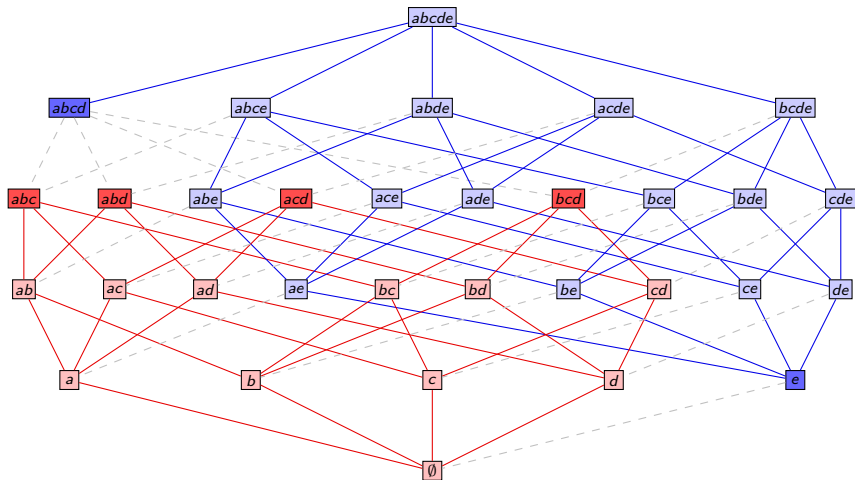 abcde
abcd abce abde acde bcde
abc abd abe acd ace ade bcd bce bde cde
ab ac ad ae bc bd be cd ce de
a b c d e
∅